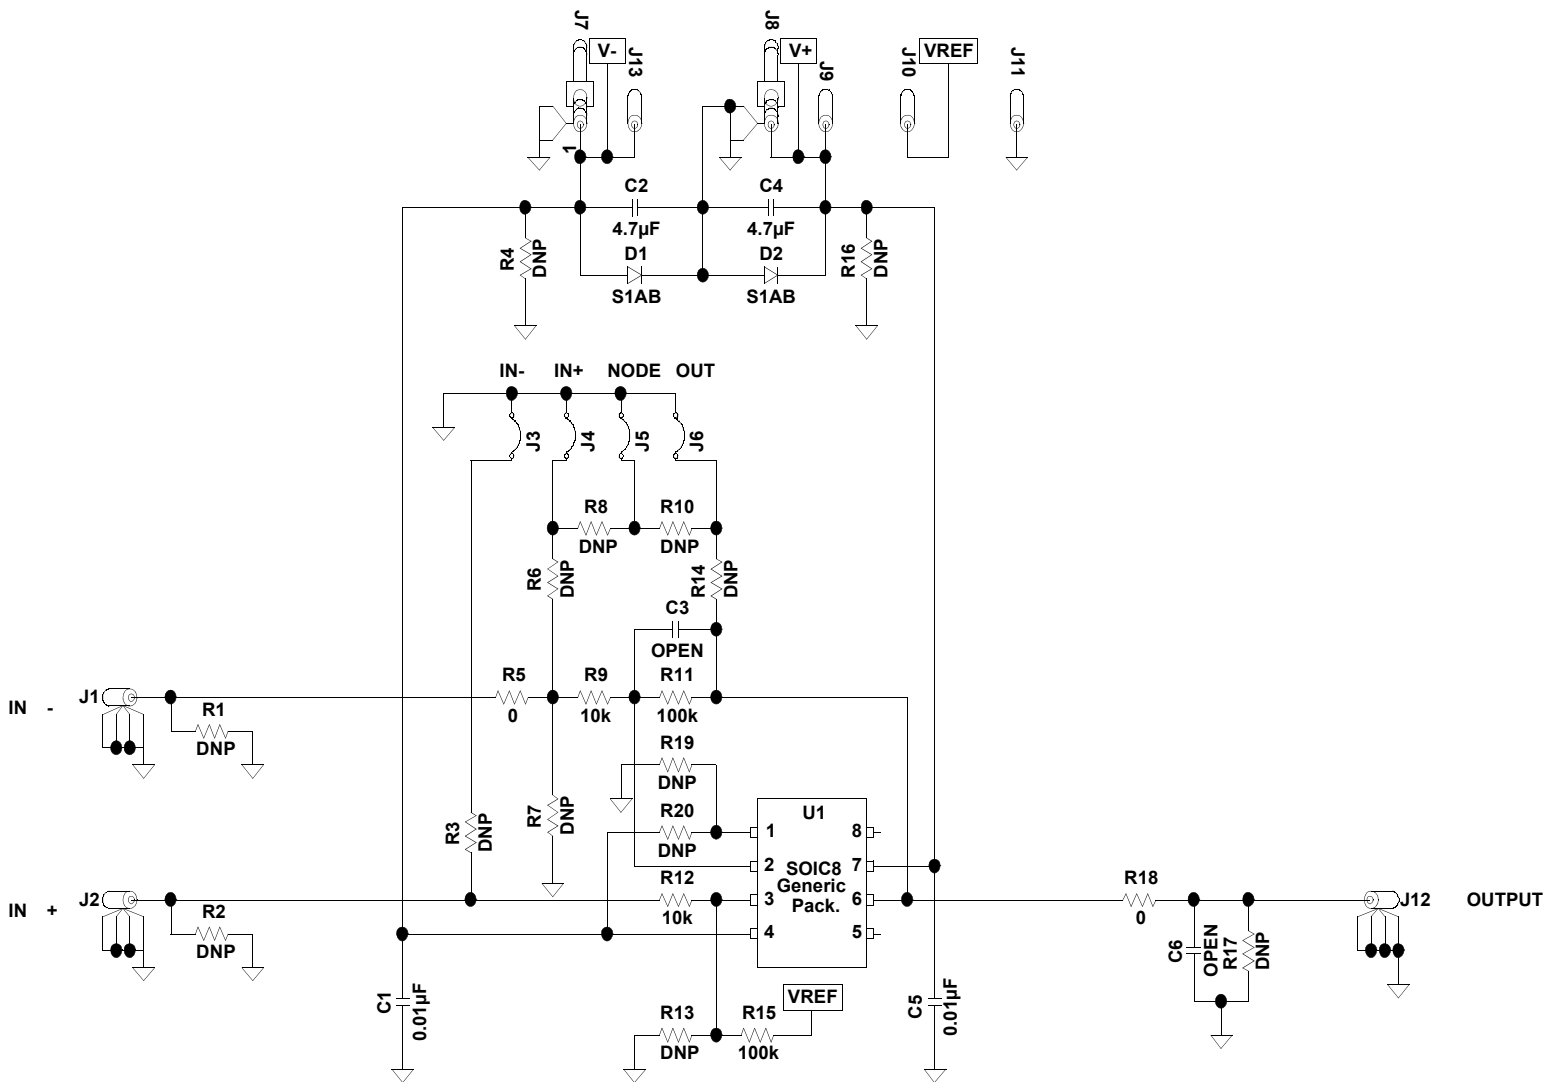 J7
V-
J13
J8
V+
J9
J10
VREF
J11
1
C2
4.7µF
C4
4.7µF
R4
DNP
D1
S1AB
D2
S1AB
R16
DNP
IN- IN+ NODE OUT
J3
J4
J5
J6
R8
DNP
R10
DNP
R6
DNP
R14
DNP
C3
OPEN
IN -
J1
R1
DNP
R5
0
R9
10k
R11
100k
R19
DNP
R20
DNP
R3
DNP
R7
DNP
U1
SOIC8
Generic
Pack.
1
2
3
4
8
7
6
5
IN +
J2
R2
DNP
R12
10k
R18
0
J12
OUTPUT
C6
OPEN
R17
DNP
C1
0.01µF
R13
DNP
R15
100k
VREF
C5
0.01µF